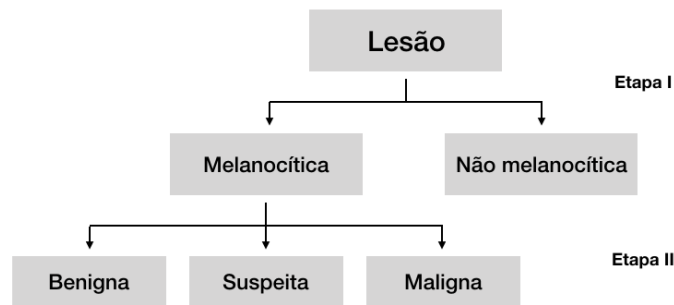 Lesão
Etapa I
Melanocítica
Não melanocítica
Etapa II
Benigna
Suspeita
Maligna